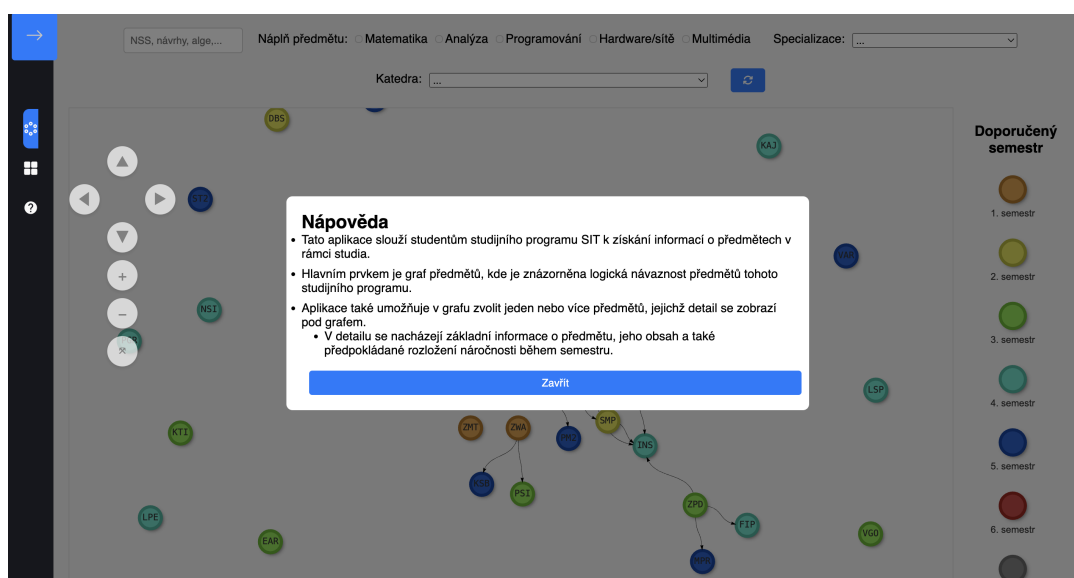 NSS, návrhy, alge,...
Náplň předmětu: Matematika Analýza Programování Hardware/sítě Multimédia Specializace: ...
Katedra: ...
DBS
KAJ
ST2
VAR
NSI
LSP
KTI
ZMT
ZWA
PM2
SMP
INS
KSB
PSI
ZPD
LPE
EAR
FIP
VGO
Nápověda
• Tato aplikace slouží studentům studijního programu SIT k získání informací o předmětech v
rámci studia.
• Hlavním prvkem je graf předmětů, kde je znázorněna logická návaznost předmětů tohoto
studijního programu.
• Aplikace také umožňuje v grafu zvolit jeden nebo více předmětů, jejichž detail se zobrazí
pod grafem.
• V detailu se nacházejí základní informace o předmětu, jeho obsah a také
předpokládané rozložení náročnosti během semestru.
Zavřít
Doporučený
semestr
1. semestr
2. semestr
3. semestr
4. semestr
5. semestr
6. semestr